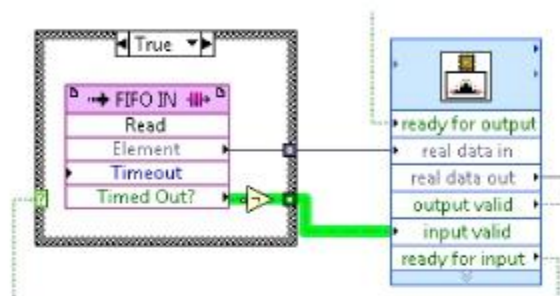 True
FIFO IN
Read
Element
Timeout
Timed Out?
?
ready for output
real data in
real data out
output valid
input valid
ready for input